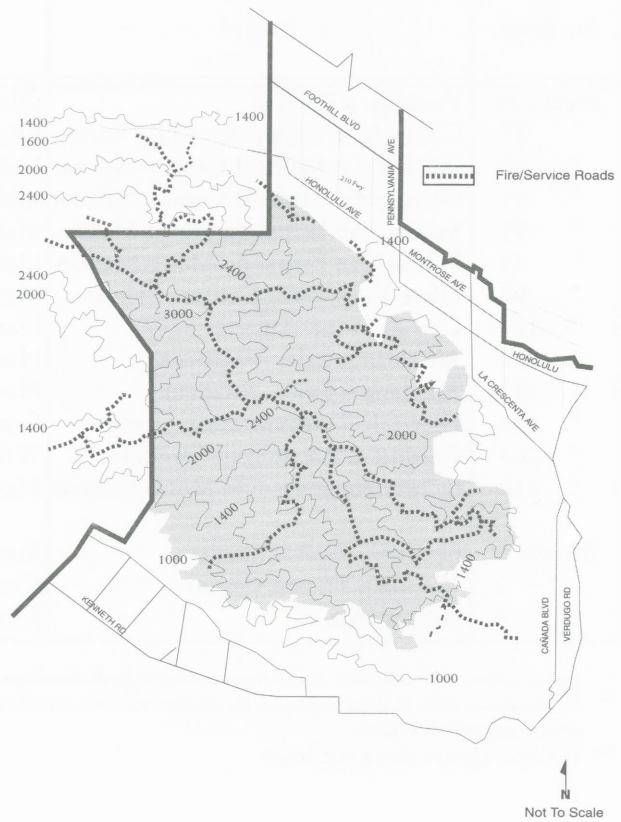 1400
1400
1600
2000
2400
FOOTHILL BLVD
210 Fwy
PENNSYLVANIA AVE
HONOLULU AVE
Fire/Service Roads
1400
MONTROSE AVE
2400
2400
2000
3000
HONOLULU
LA CRESCENTA AVE
1400
2400
2000
2000
1400
1000
1400
KENNETH RD
CAÑADA BLVD
VERDUGO RD
1000
N
Not To Scale